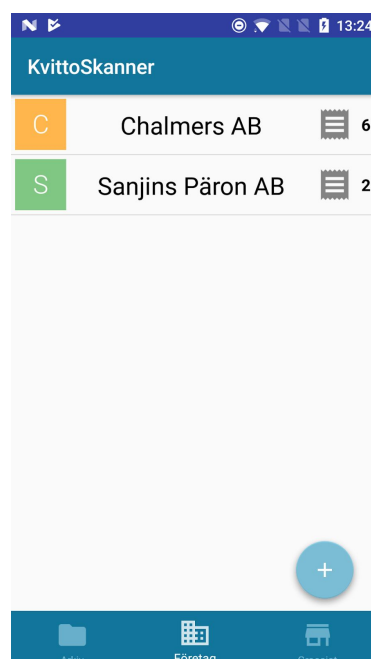 13:24
KvittoSkanner
C Chalmers AB 6
S Sanjins Päron AB 2
+
Företag